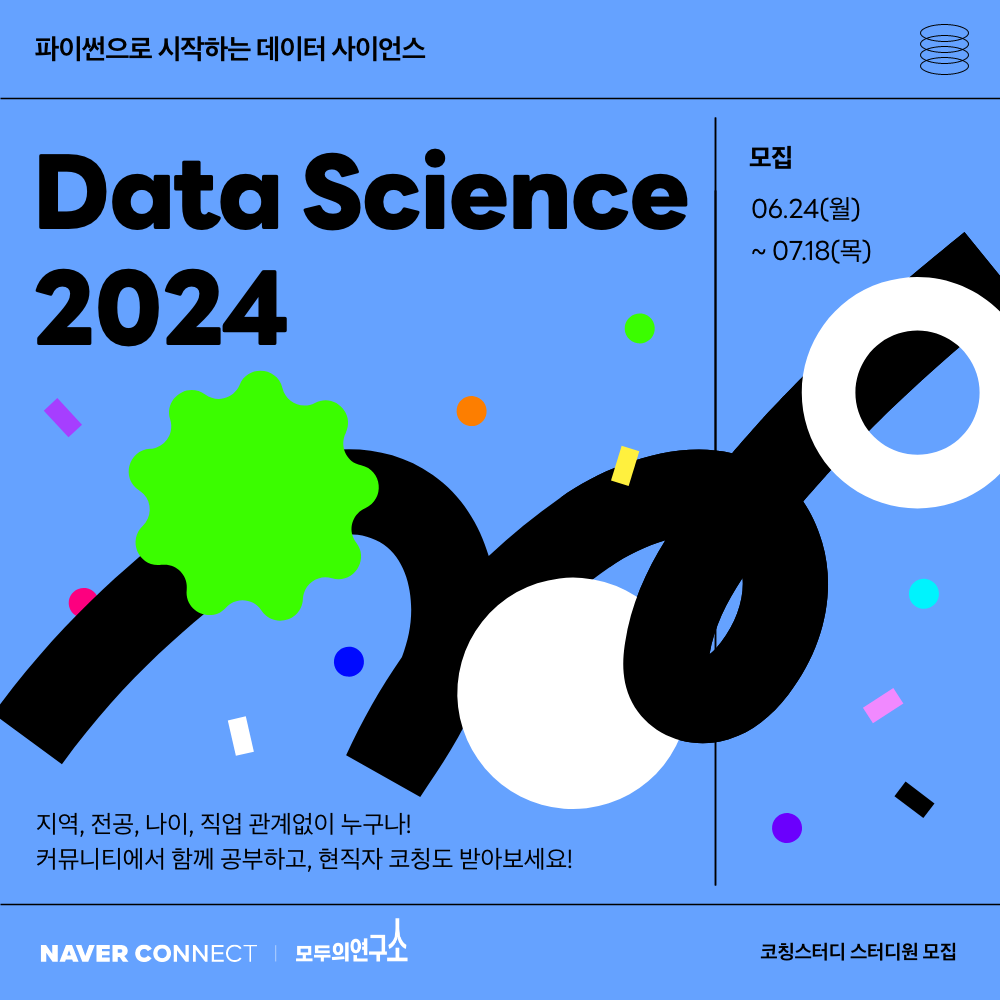 파이썬으로 시작하는 데이터 사이언스
Data Science
2024
모집
06.24(월)
~ 07.18(목)
지역, 전공, 나이, 직업 관계없이 누구나!
커뮤니티에서 함께 공부하고, 현직자 코칭도 받아보세요!
NAVER CONNECT
모두의연구소
코칭스터디 스터디원 모집